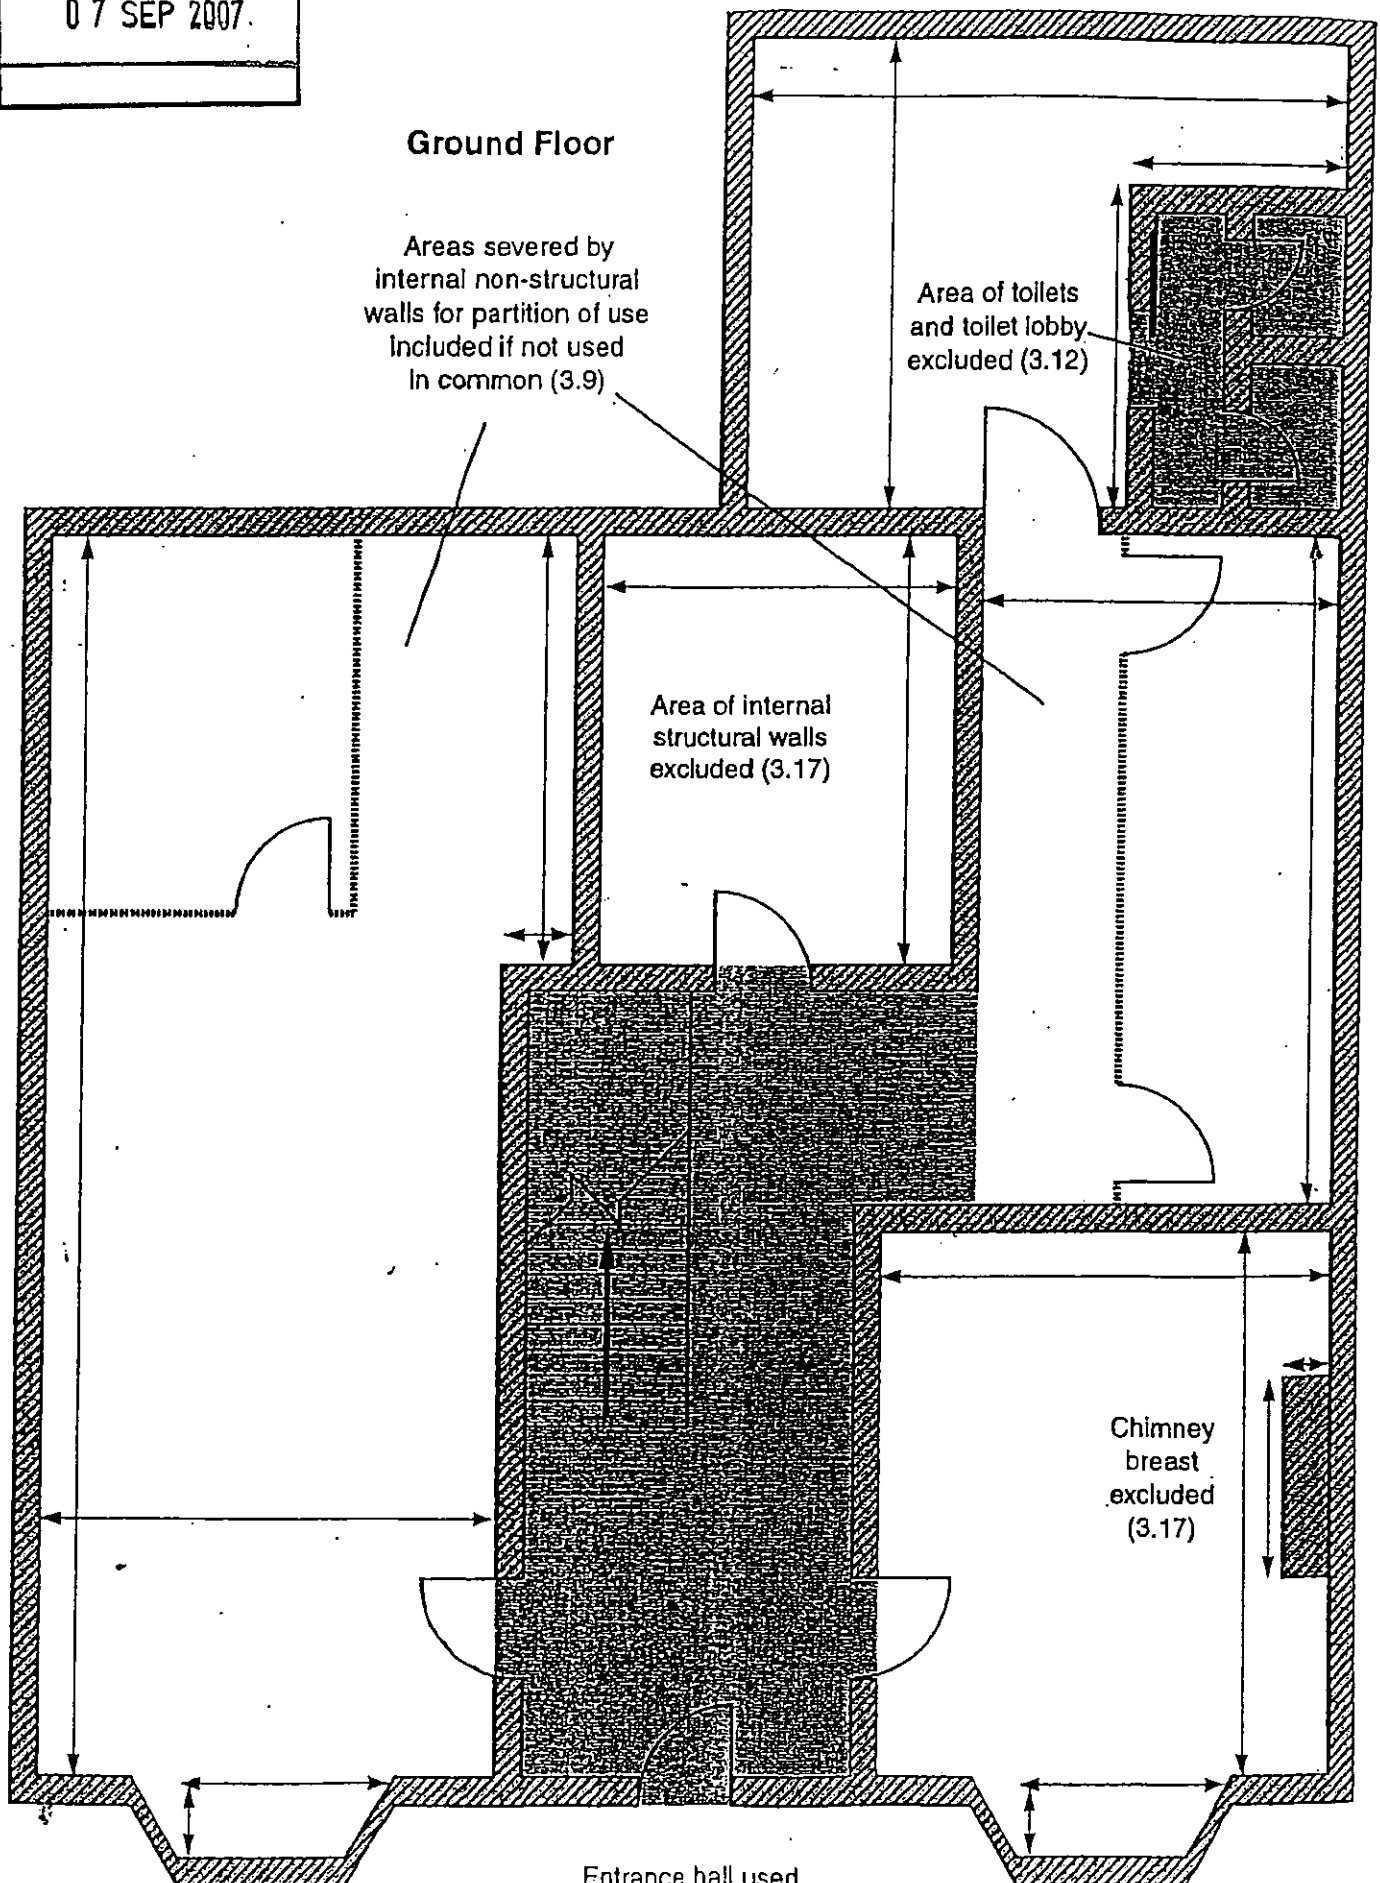 07 SEP 2007.
Ground Floor
Areas severed by
internal non-structural
walls for partition of use
included if not used
in common (3.9)
Area of toilets
and toilet lobby
excluded (3.12)
Area of internal
structural walls
excluded (3.17)
Chimney
breast
excluded
(3.17)
Entrance hall used